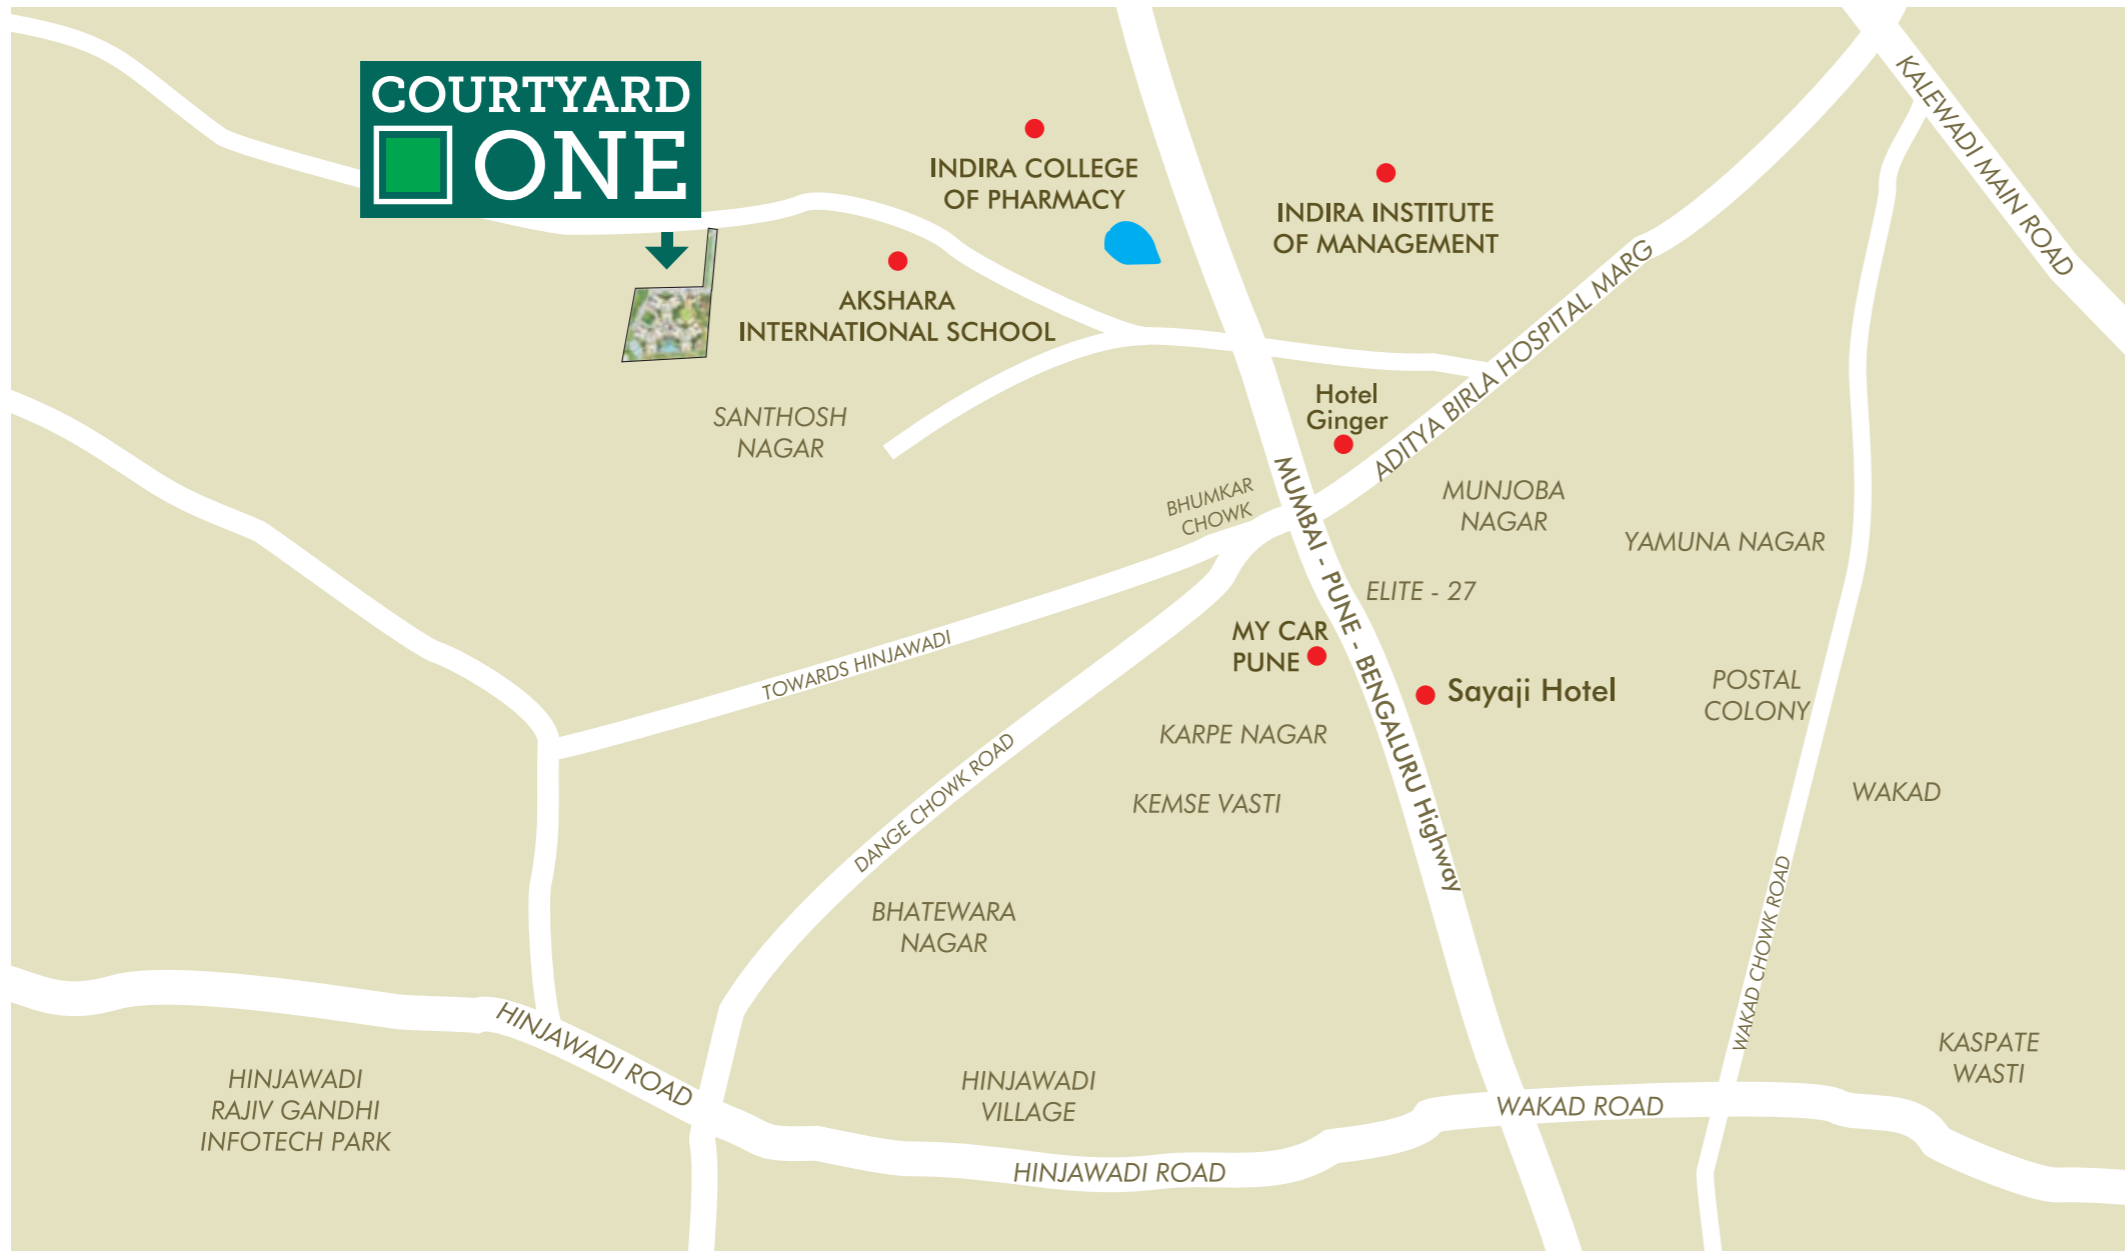 COURTYARD
ONE
INDIRA COLLEGE
OF PHARMACY
INDIRA INSTITUTE
OF MANAGEMENT
KALEWADI MAIN ROAD
AKSHARA
INTERNATIONAL SCHOOL
ADITYA BIRLA HOSPITAL MARG
Hotel
Ginger
SANTHOSH
NAGAR
BHUMKAR
CHOWK
MUNJOBA
NAGAR
YAMUNA NAGAR
MUMBAI - PUNE - BENGALURU Highway
ELITE - 27
MY CAR
PUNE
TOWARDS HINJAWADI
Sayaji Hotel
POSTAL
COLONY
KARPE NAGAR
DANGE CHOWK ROAD
KEMSE VASTI
WAKAD
BHATEWARA
NAGAR
WAKAD CHOWK ROAD
HINJAWADI ROAD
KASPATE
WASTI
HINJAWADI
RAJIV GANDHI
INFOTECH PARK
HINJAWADI
VILLAGE
WAKAD ROAD
HINJAWADI ROAD